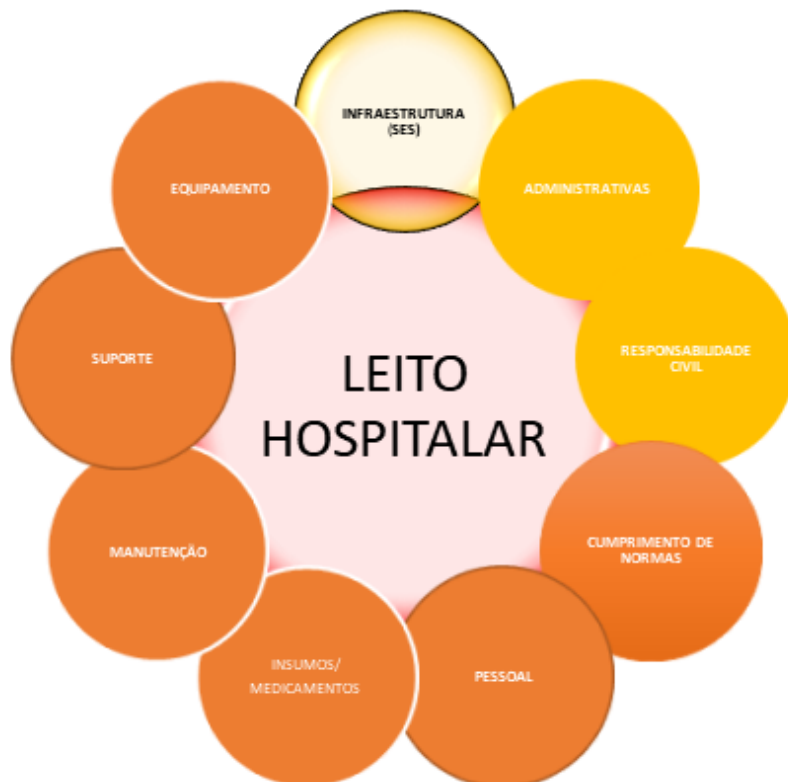 INFRAESTRUTURA
(SES)
ADMINISTRATIVAS
RESPONSABILIDADE
CIVIL
CUMPRIMENTO DE
NORMAS
PESSOAL
INSUMOS/
MEDICAMENTOS
MANUTENÇÃO
SUPORTE
EQUIPAMENTO
LEITO
HOSPITALAR